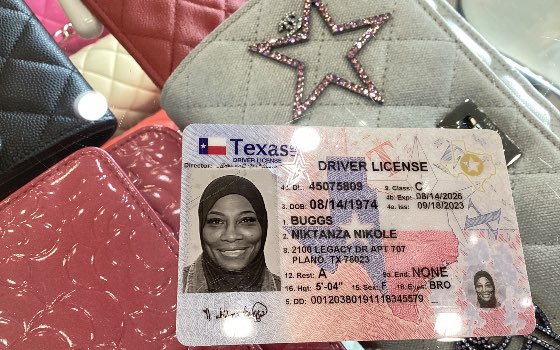 Texas
DRIVER LICENSE
DRIVER LICENSE
4d. DL: 45075809 9. Class: C
4b. Exp: 08/14/2026
3. DOB: 08/14/1974 4a. Iss: 09/18/2023
1. BUGGS
2. NIKTANZA NIKOLE
8. 2100 LEGACY DR APT 707
PLANO, TX 75023
12. Rest: A 9a. End: NONE
16. Hgt: 5'-04" 15. Sex: F 18. Eyes: BRO
5. DD: 00120380191118345579